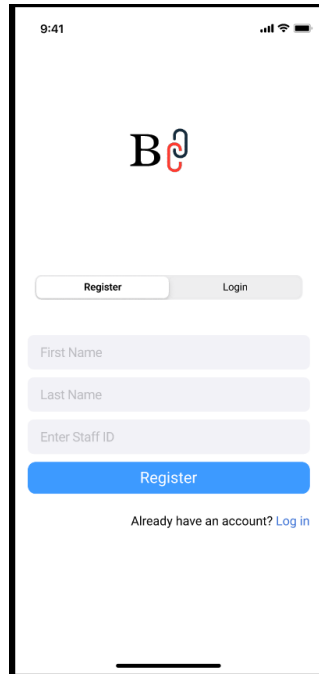 9:41
B
Register
Login
First Name
Last Name
Enter Staff ID
Register
Already have an account? Log in